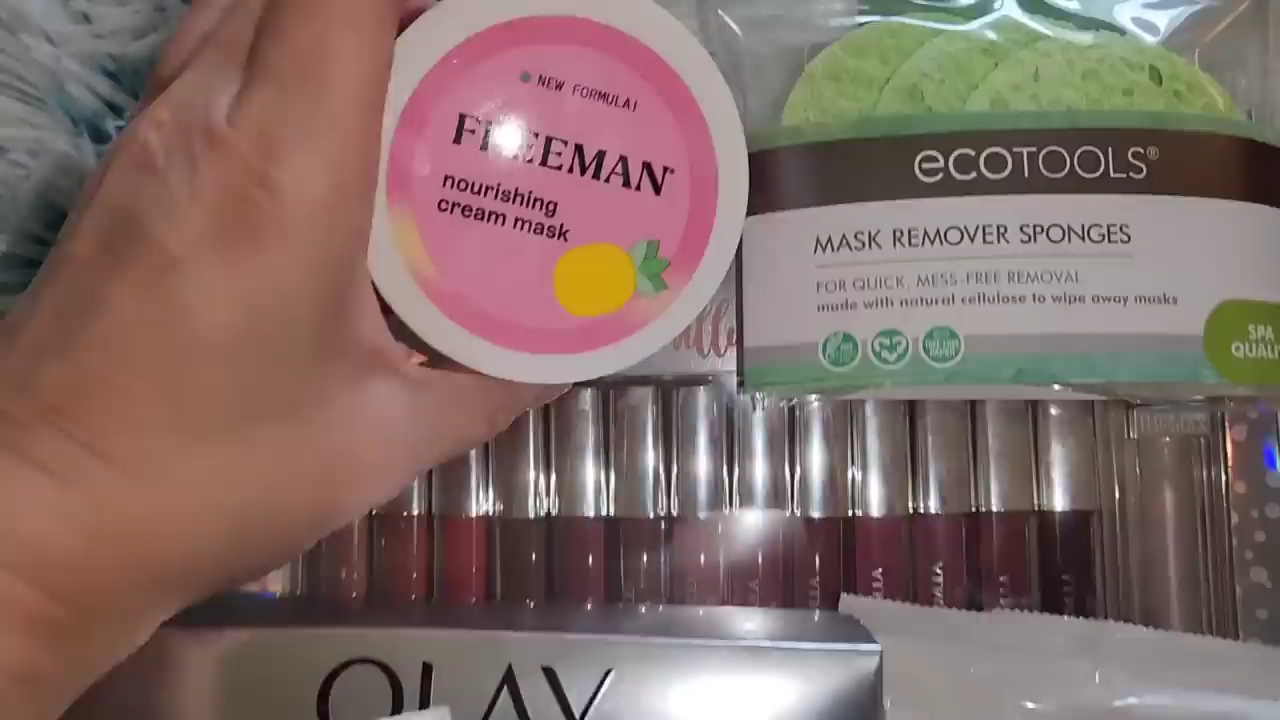 NEW FORMULA!
FREEMAN
nourishing
cream mask
ecoTOOLS®
MASK REMOVER SPONGES
FOR QUICK, MESS-FREE REMOVAL
made with natural cellulose to wipe away masks
SPA
OLAY